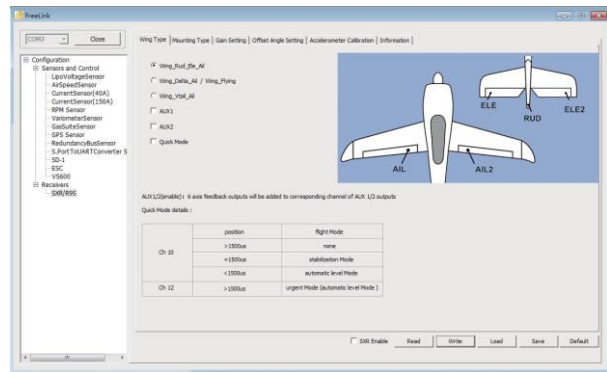 FreeLink
COM3
Close
Configuration
Sensors and Control
LipoVoltageSensor
AirSpeedSensor
CurrentSensor(40A)
CurrentSensor(150A)
RPM Sensor
VariometerSensor
GasSuiteSensor
GPS Sensor
RedundancyBusSensor
S.PortToUARTConverter S
SD-1
ESC
VS600
Receivers
SXR/R9S
Wing Type
Mounting Type
Gain Setting
Offset Angle Setting
Accelerometer Calibration
Information
Wing_Rud_Ele_Ail
Wing_Delta_Ail / Wing_Flying
Wing_Vtail_Ail
AUX1
AUX2
Quick Mode
ELE
RUD
ELE2
AIL
AIL2
AUX1/2(enable): 6 axis feedback outputs will be added to corresponding channel of AUX 1/2 outputs
Quick Mode details :
position
flight Mode
Ch 10
>1500us
none
=1500us
stabilization Mode
<1500us
automatic level Mode
Ch 12
>1500us
urgent Mode (automatic level Mode )
SXR Enable
Read
Write
Load
Save
Default